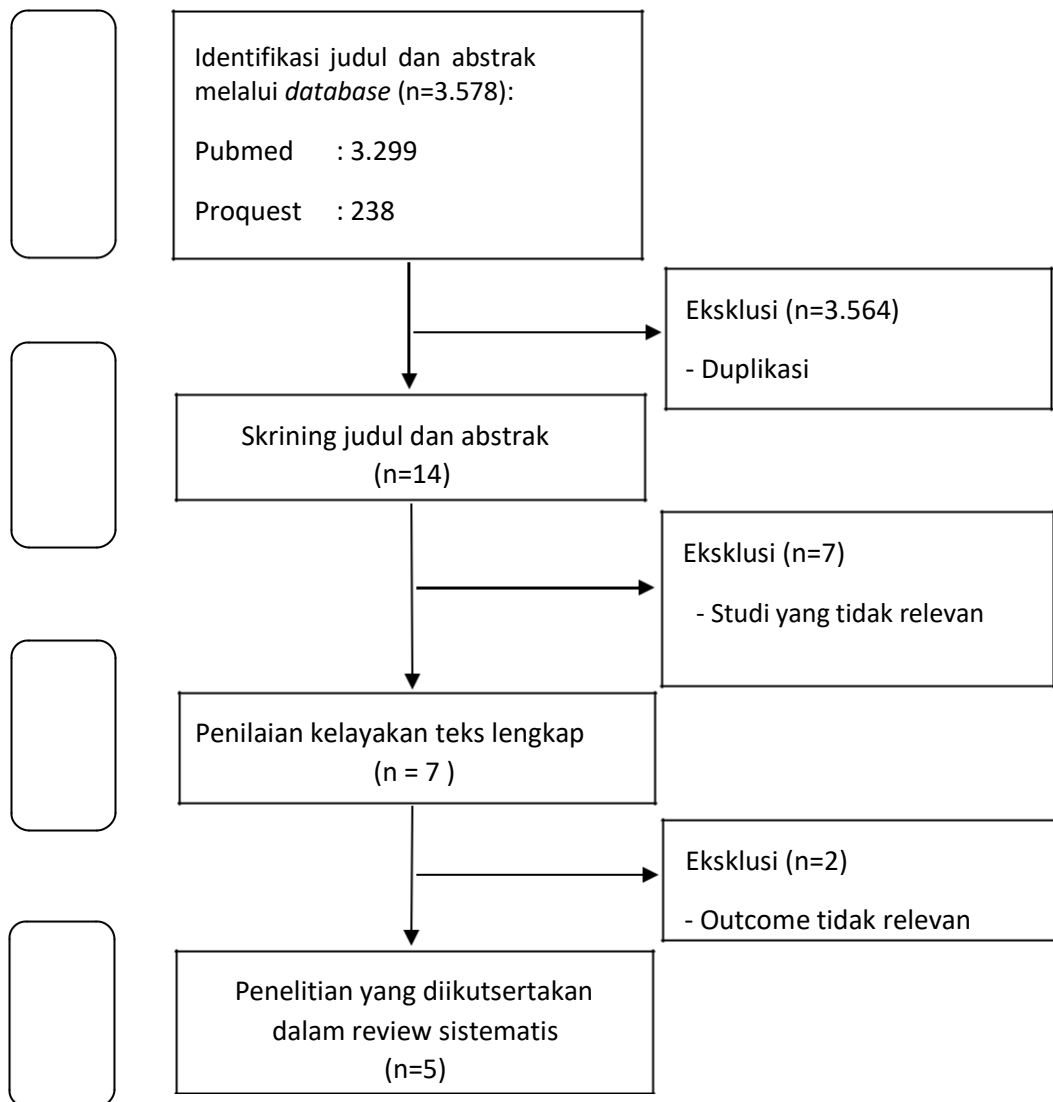 Identifikasi judul dan abstrak
melalui database (n=3.578):
Pubmed : 3.299
Proquest : 238
Eksklusi (n=3.564)
- Duplikasi
Skrining judul dan abstrak
(n=14)
Eksklusi (n=7)
- Studi yang tidak relevan
Penilaian kelayakan teks lengkap
(n = 7 )
Eksklusi (n=2)
- Outcome tidak relevan
Penelitian yang diikutsertakan
dalam review sistematis
(n=5)